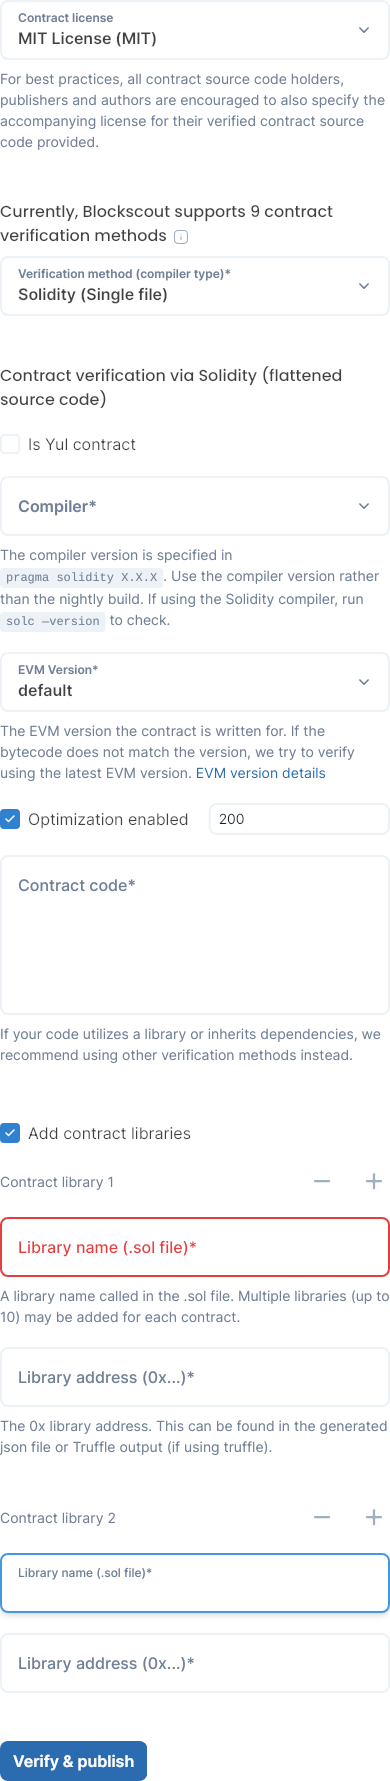 Contract license
MIT License (MIT)
For best practices, all contract source code holders,
publishers and authors are encouraged to also specify the
accompanying license for their verified contract source
code provided.
Currently, Blockscout supports 9 contract
verification methods
Verification method (compiler type)*
Solidity (Single file)
Contract verification via Solidity (flattened
source code)
Is Yul contract
Compiler*
The compiler version is specified in
pragma solidity X.X.X. Use the compiler version rather
than the nightly build. If using the Solidity compiler, run
solc —version to check.
EVM Version*
default
The EVM version the contract is written for. If the
bytecode does not match the version, we try to verify
using the latest EVM version. EVM version details
Optimization enabled 200
Contract code*
If your code utilizes a library or inherits dependencies, we
recommend using other verification methods instead.
Add contract libraries
Contract library 1
Library name (.sol file)*
A library name called in the .sol file. Multiple libraries (up to
10) may be added for each contract.
Library address (0x...)*
The 0x library address. This can be found in the generated
json file or Truffle output (if using truffle).
Contract library 2
Library name (.sol file)*
Library address (0x...)*
Verify & publish